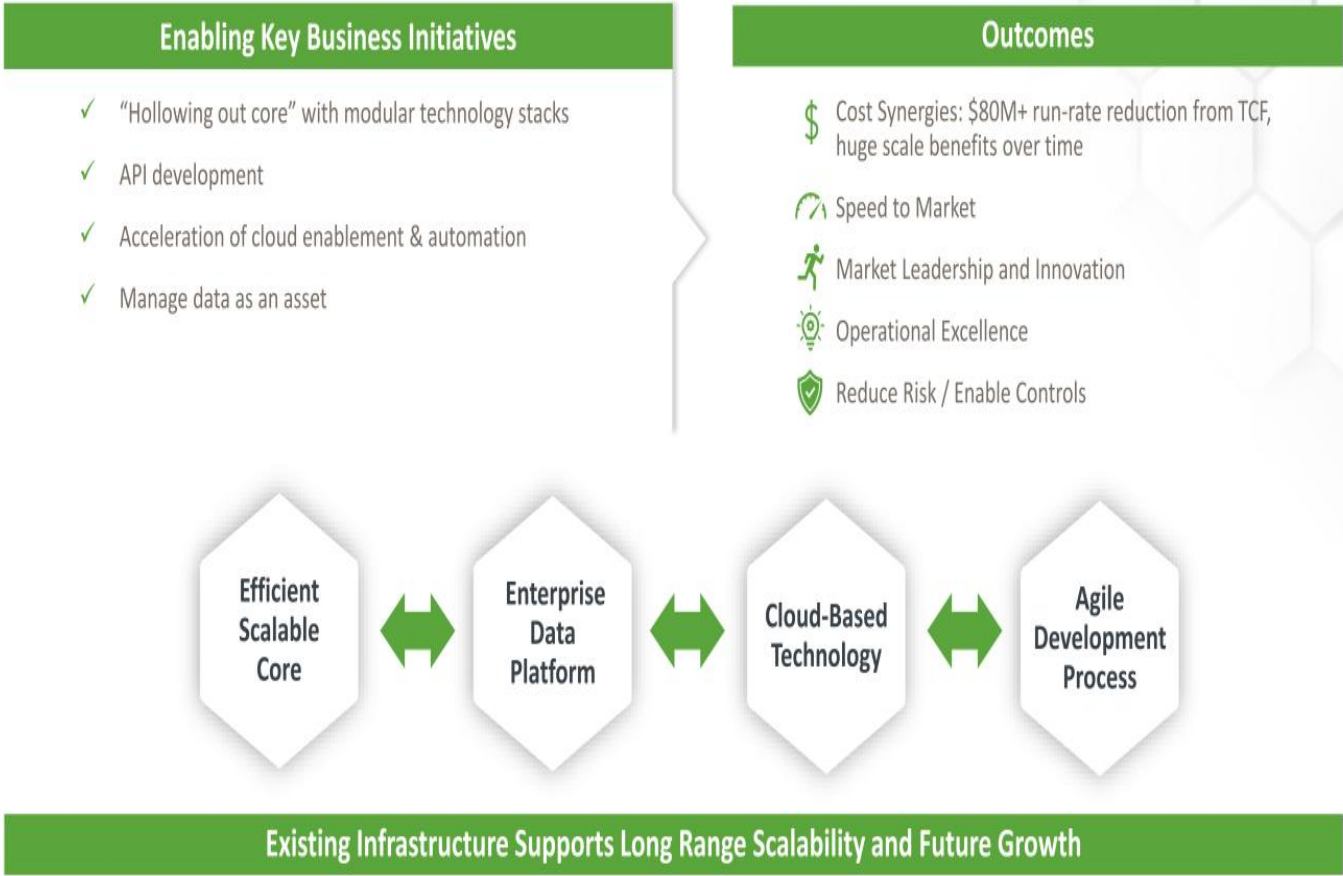 Enabling Key Business Initiatives
✓ “Hollowing out core” with modular technology stacks
✓ API development
✓ Acceleration of cloud enablement & automation
✓ Manage data as an asset
Outcomes
$ Cost Synergies: $80M+ run-rate reduction from TCF,
huge scale benefits over time
Speed to Market
Market Leadership and Innovation
Operational Excellence
Reduce Risk / Enable Controls
Efficient
Scalable
Core
Enterprise
Data
Platform
Cloud-Based
Technology
Agile
Development
Process
Existing Infrastructure Supports Long Range Scalability and Future Growth